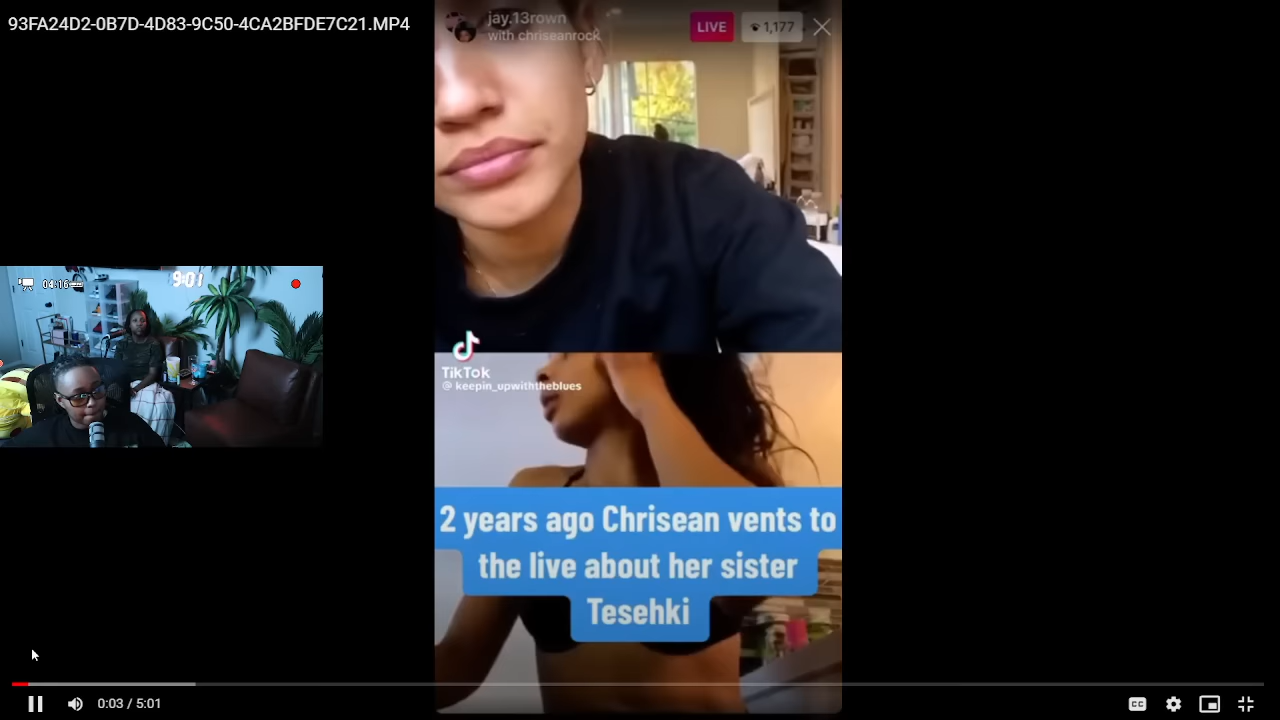 93FA24D2-0B7D-4D83-9C50-4CA2BFDE7C21.MP4
jay.13rown
with chriseanrock
LIVE
1,177
04:16
9:01
TikTok
@ keepin_upwiththeblues
2 years ago Chrisean vents to
the live about her sister
Tesehki
0:03 / 5:01
CC